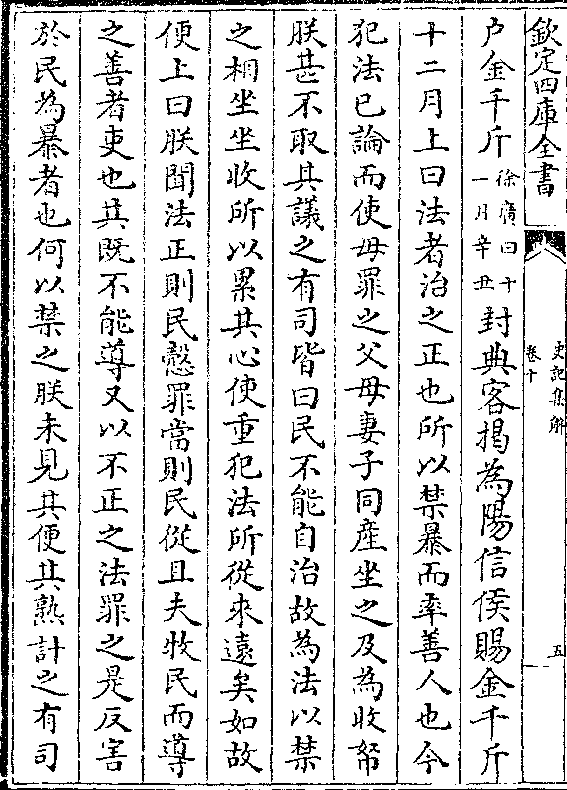 欽定四庫全書
史記集解
卷十
五
户金千斤徐廣曰十一月辛丑封典客揭為陽信侯賜金千斤
十二月上曰法者治之正也所以禁暴而率善人也今
犯法已論而使毋罪之父母妻子同産坐之及為收帑
朕甚不取其議之有司皆曰民不能自治故為法以禁
之相坐坐收所以累其心使重犯法所從來遠矣如故
便上曰朕聞法正則民慤罪當則民從且夫牧民而導
之善者吏也其既不能導又以不正之法罪之是反害
於民為暴者也何以禁之朕未見其便其熟計之有司